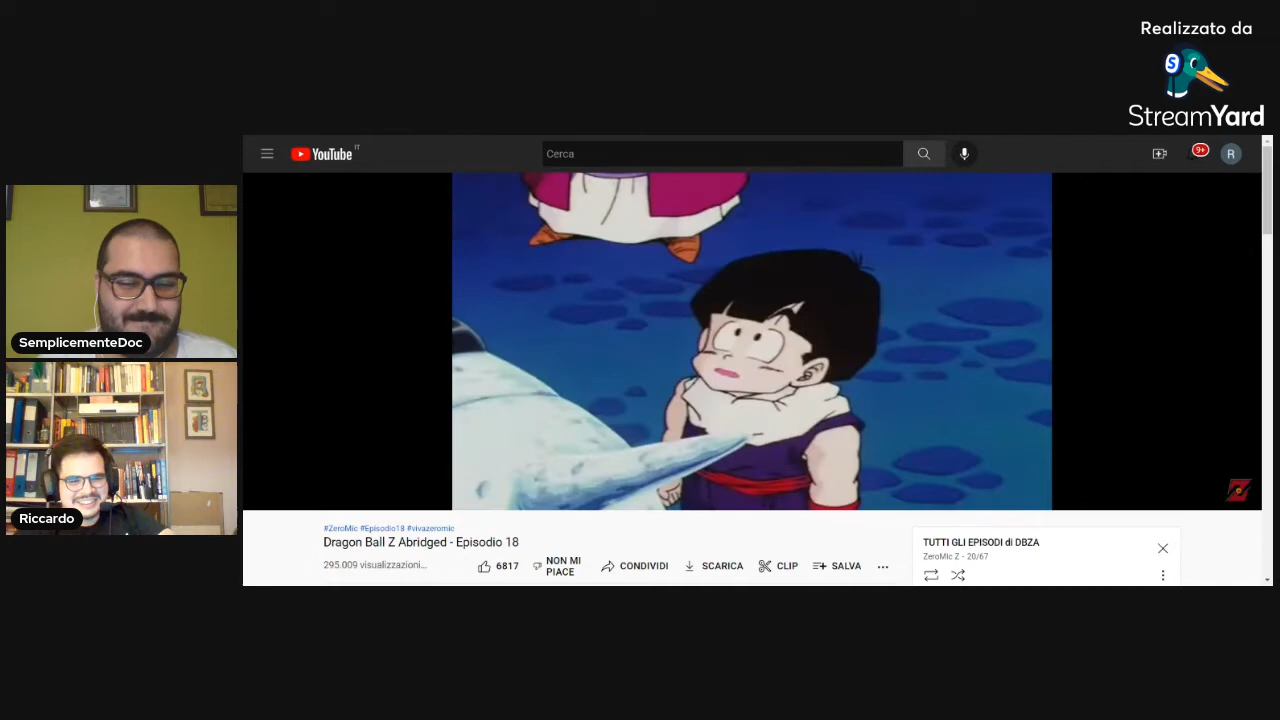 Realizzato da
S
StreamYard
YouTube IT
Cerca
9+
R
SemplicementeDoc
Riccardo
#ZeroMic #Episodio18 #vivazeromic
Dragon Ball Z Abridged - Episodio 18
295.009 visualizzazioni...
6817
NON MI
PIACE
CONDIVIDI
SCARICA
CLIP
SALVA
TUTTI GLI EPISODI di DBZA
ZeroMic Z - 20/67